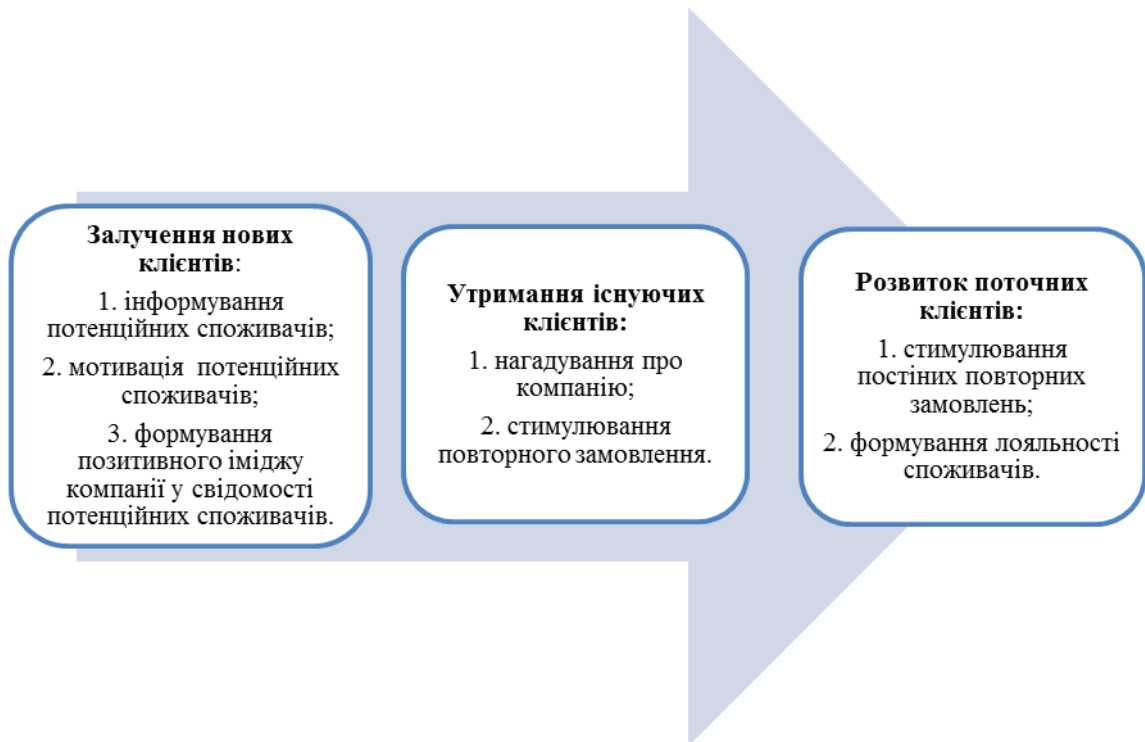 Залучення нових
клієнтів:
1. інформування
потенційних споживачів;
2. мотивація потенційних
споживачів;
3. формування
позитивного іміджу
компанії у свідомості
потенційних споживачів.
Утримання існуючих
клієнтів:
1. нагадування про
компанію;
2. стимулювання
повторного замовлення.
Розвиток поточних
клієнтів:
1. стимулювання
постіних повторних
замовлень;
2. формування лояльності
споживачів.